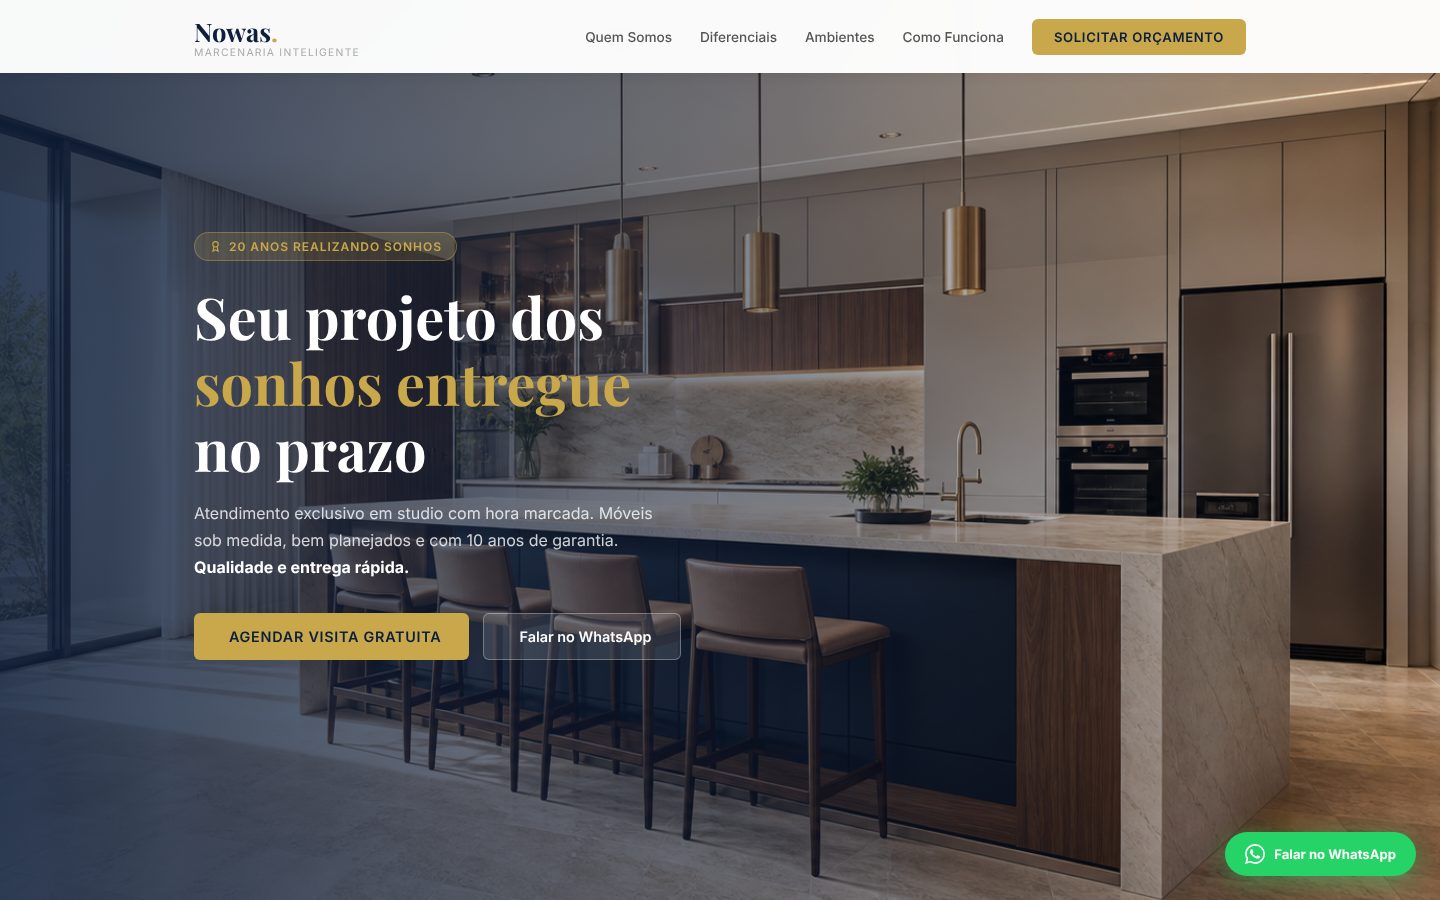 Nowas.
MARCENARIA INTELIGENTE
Quem Somos
Diferenciais
Ambientes
Como Funciona
SOLICITAR ORÇAMENTO
20 ANOS REALIZANDO SONHOS
Seu projeto dos
sonhos entregue
no prazo
Atendimento exclusivo em studio com hora marcada. Móveis
sob medida, bem planejados e com 10 anos de garantia.
Qualidade e entrega rápida.
AGENDAR VISITA GRATUITA
Falar no WhatsApp
Falar no WhatsApp